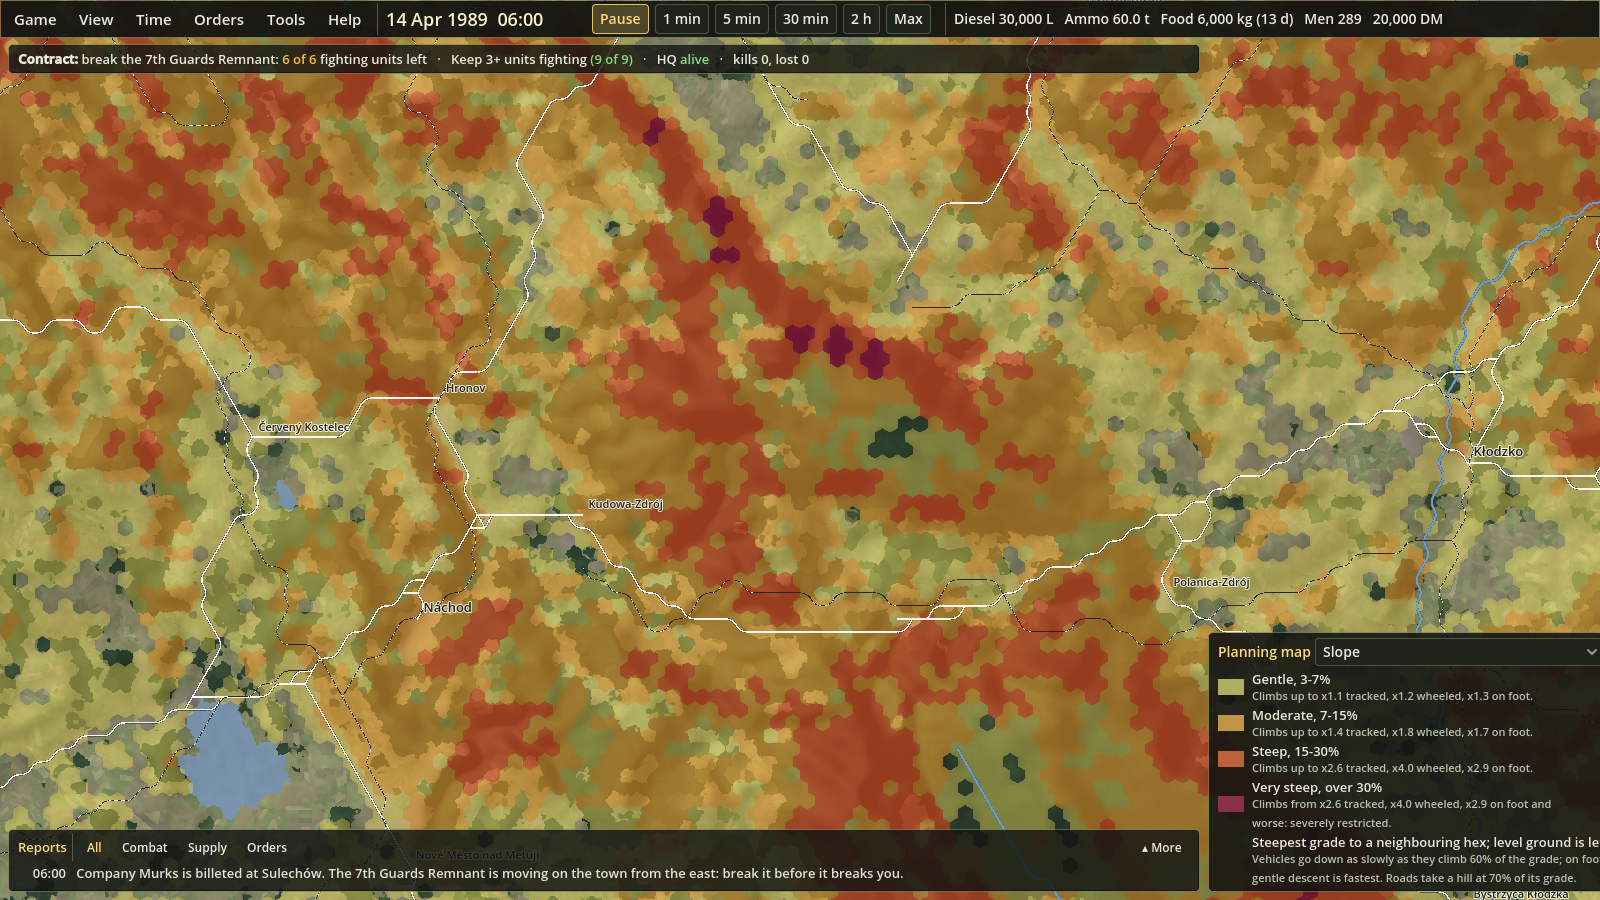 Game View Time Orders Tools Help 14 Apr 1989 06:00 Pause 1 min 5 min 30 min 2 h Max Diesel 30,000 L Ammo 60.0 t Food 6,000 kg (13 d) Men 289 20,000 DM
Contract: break the 7th Guards Remnant: 6 of 6 fighting units left · Keep 3+ units fighting (9 of 9) · HQ alive · kills 0, lost 0
Hronov
Červený Kostelec
Kłodzko
Kudowa-Zdrój
Polanica-Zdrój
Náchod
Planning map Slope
Gentle, 3-7%
Climbs up to x1.1 tracked, x1.2 wheeled, x1.3 on foot.
Moderate, 7-15%
Climbs up to x1.4 tracked, x1.8 wheeled, x1.7 on foot.
Steep, 15-30%
Climbs up to x2.6 tracked, x4.0 wheeled, x2.9 on foot.
Very steep, over 30%
Climbs from x2.6 tracked, x4.0 wheeled, x2.9 on foot and
worse: severely restricted.
Steepest grade to a neighbouring hex; level ground is le
Vehicles go down as slowly as they climb 60% of the grade; on foo
gentle descent is fastest. Roads take a hill at 70% of its grade.
Reports All Combat Supply Orders ▴ More
Nové Město nad Metují
06:00 Company Murks is billeted at Sulechów. The 7th Guards Remnant is moving on the town from the east: break it before it breaks you.
Bystrzyca Kłodzka